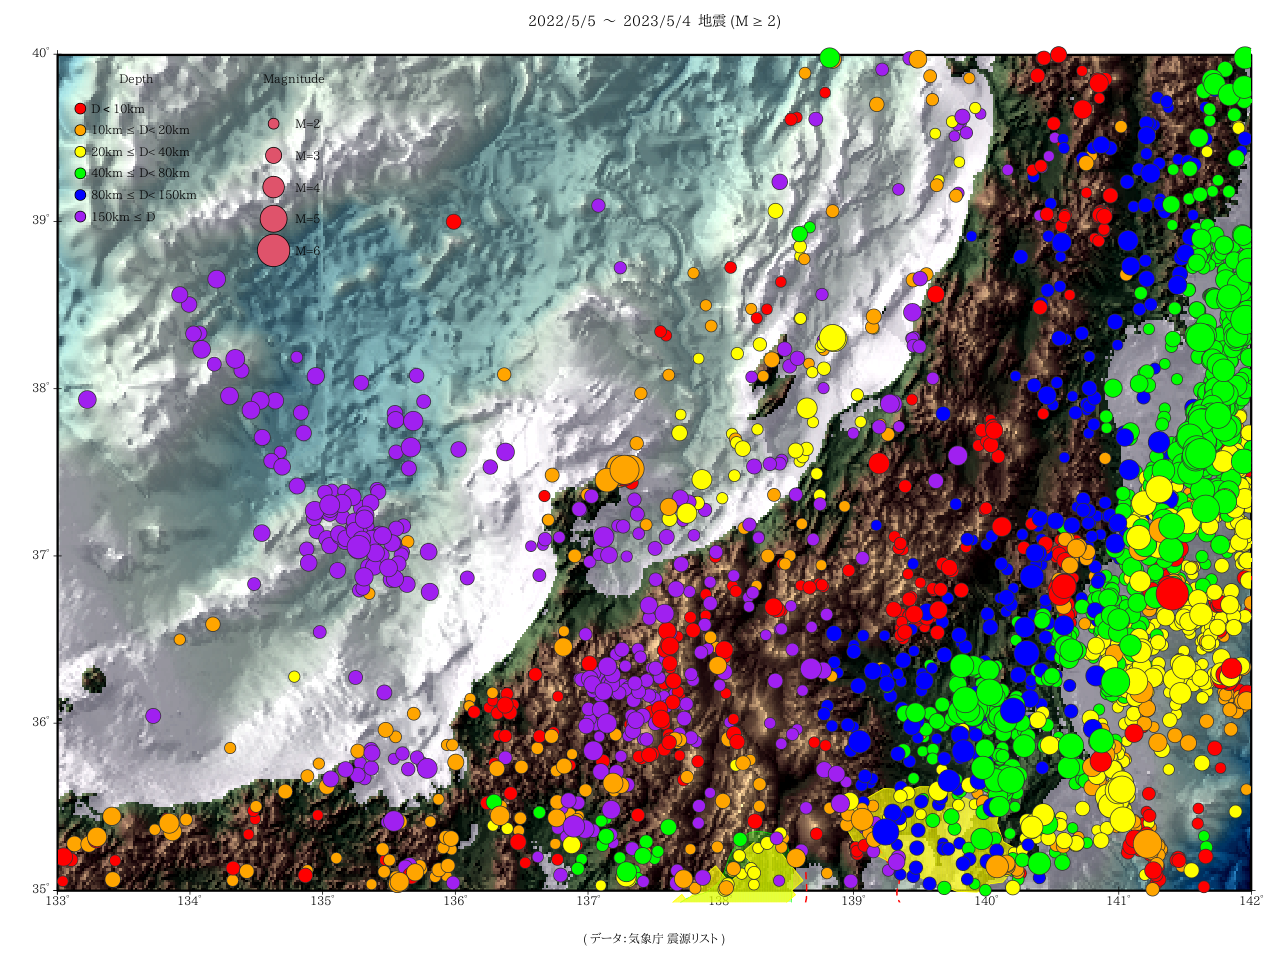 2022/5/5 ～ 2023/5/4 地震 (M ≥ 2)
40°
39°
38°
37°
36°
35°
Depth
D < 10km
10km ≤ D< 20km
20km ≤ D< 40km
40km ≤ D< 80km
80km ≤ D< 150km
150km ≤ D
Magnitude
M=2
M=3
M=4
M=5
M=6
133° 134° 135° 136° 137° 138° 139° 140° 141° 142°
( データ: 気象庁 震源リスト )